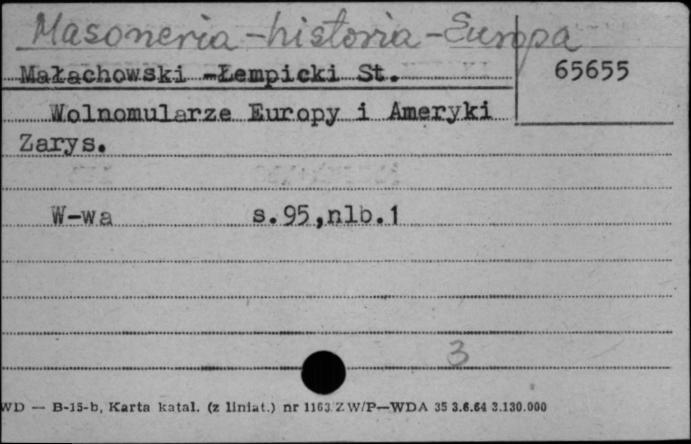 Masoneria - historia - Europa
Małachowski -Łempicki St.
65655
Wolnomularze Europy i Ameryki
Zarys.
W-wa s.95,nlb.1
3
WD — B-15-b, Karta katal. (z liniat.) nr 1163 ZW/P—WDA 35 3.6.64 3.130.000